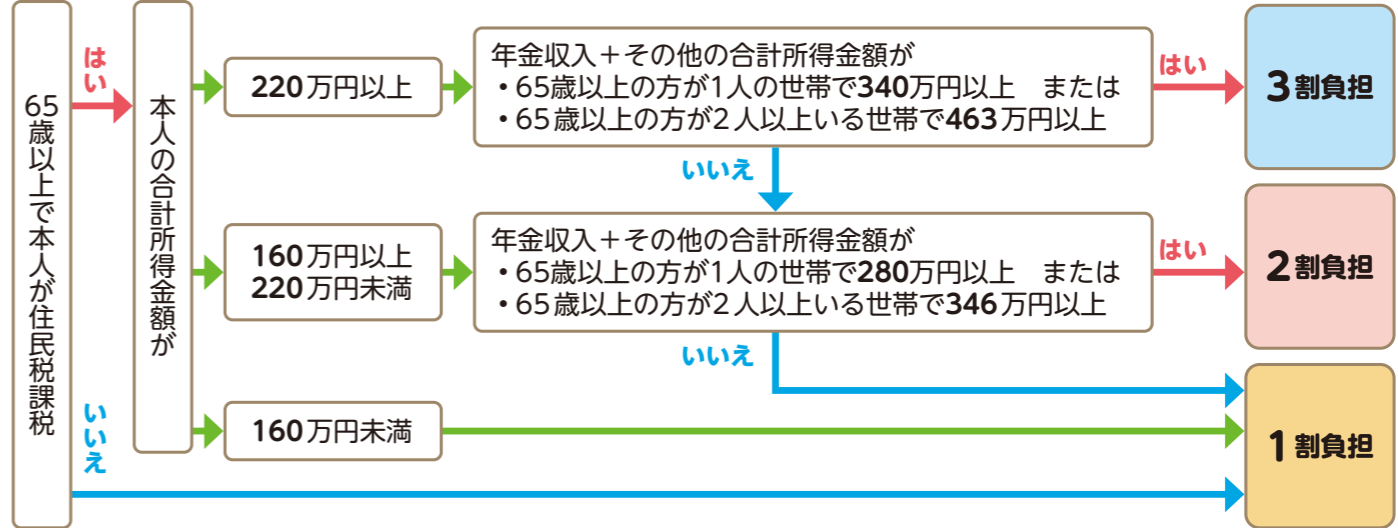 65歳以上で本人が住民税課税
はい
いいえ
本人の合計所得金額が
220万円以上
年金収入＋その他の合計所得金額が
・65歳以上の方が1人の世帯で340万円以上　または
・65歳以上の方が2人以上いる世帯で463万円以上
はい
3割負担
いいえ
160万円以上
220万円未満
年金収入＋その他の合計所得金額が
・65歳以上の方が1人の世帯で280万円以上　または
・65歳以上の方が2人以上いる世帯で346万円以上
はい
2割負担
いいえ
160万円未満
1割負担